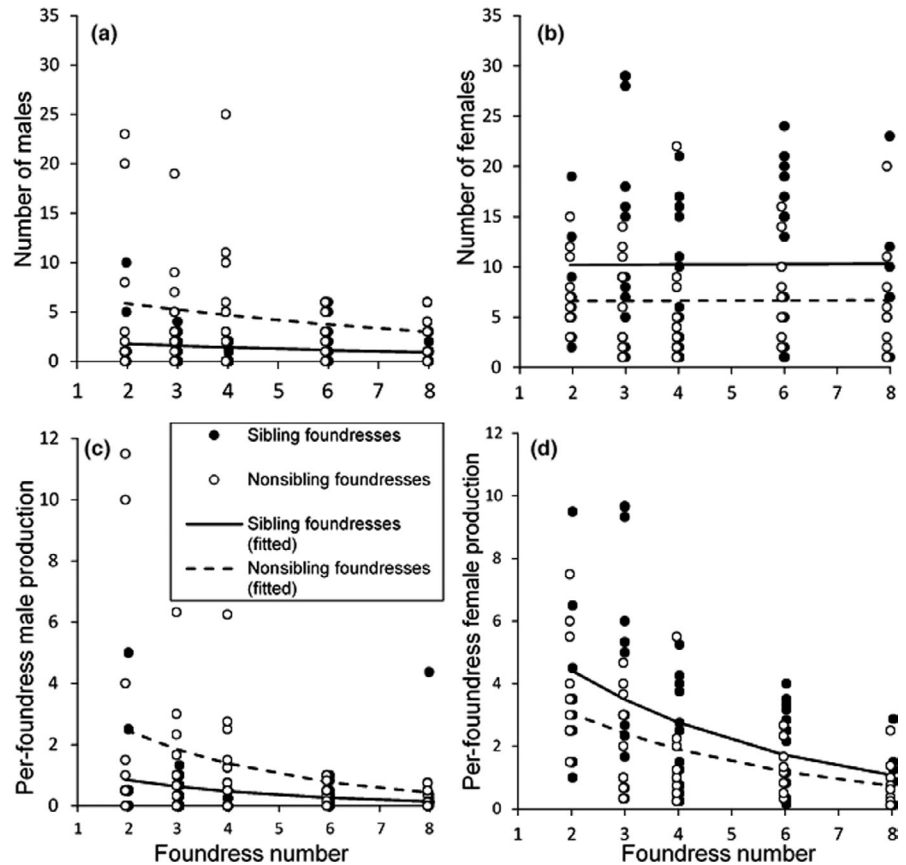 (a)
Number of males
35
30
25
20
15
10
5
0
1 2 3 4 5 6 7 8
(b)
Number of females
35
30
25
20
15
10
5
0
1 2 3 4 5 6 7 8
(c)
Per-foundress male production
12
10
8
6
4
2
0
1 2 3 4 5 6 7 8
Foundress number
Sibling foundresses
Nonsibling foundresses
Sibling foundresses
(fitted)
Nonsibling foundresses
(fitted)
(d)
Per-fouundress female production
12
10
8
6
4
2
0
1 2 3 4 5 6 7 8
Foundress number